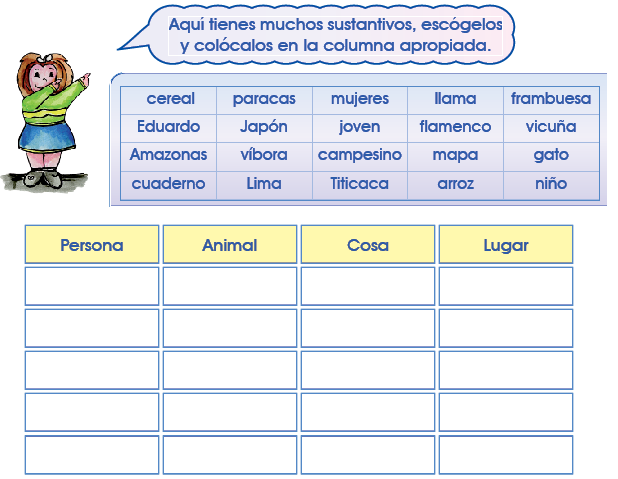 Aquí tienes muchos sustantivos, escógelos
y colócalos en la columna apropiada.
cereal paracas mujeres llama frambuesa
Eduardo Japón joven flamenco vicuña
Amazonas víbora campesino mapa gato
cuaderno Lima Titicaca arroz niño
Persona Animal Cosa Lugar